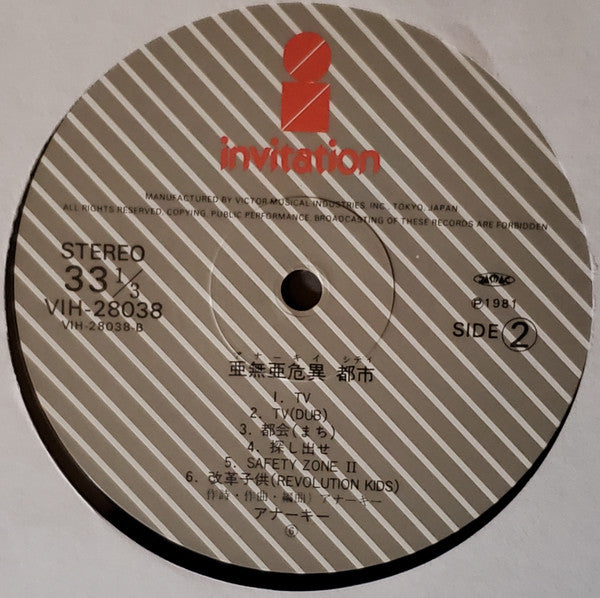 invitation
MANUFACTURED BY VICTOR MUSICAL INDUSTRIES, INC., TOKYO, JAPAN
ALL RIGHTS RESERVED, COPYING, PUBLIC PERFORMANCE, BROADCASTING OF THESE RECORDS ARE FORBIDDEN
STEREO
33 1/3
VIH-28038
VIH-28038-B
℗1981
SIDE 2
アナーキイ シティ
亜無亜危異 都市
1. TV
2. TV(DUB)
3. 都会(まち)
4. 探し出せ
5. SAFETY ZONE II
6. 改革子供(REVOLUTION KIDS)
作詩・作曲・編曲) アナーキー
アナーキー
⑥